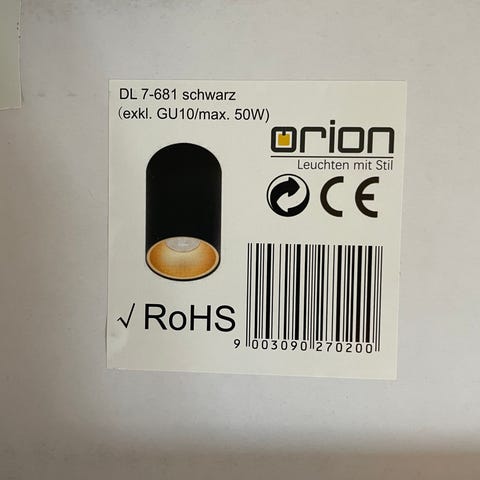 DL 7-681 schwarz
(exkl. GU10/max. 50W)
orion
Leuchten mit Stil
CE
√ RoHS
9 003090 270200